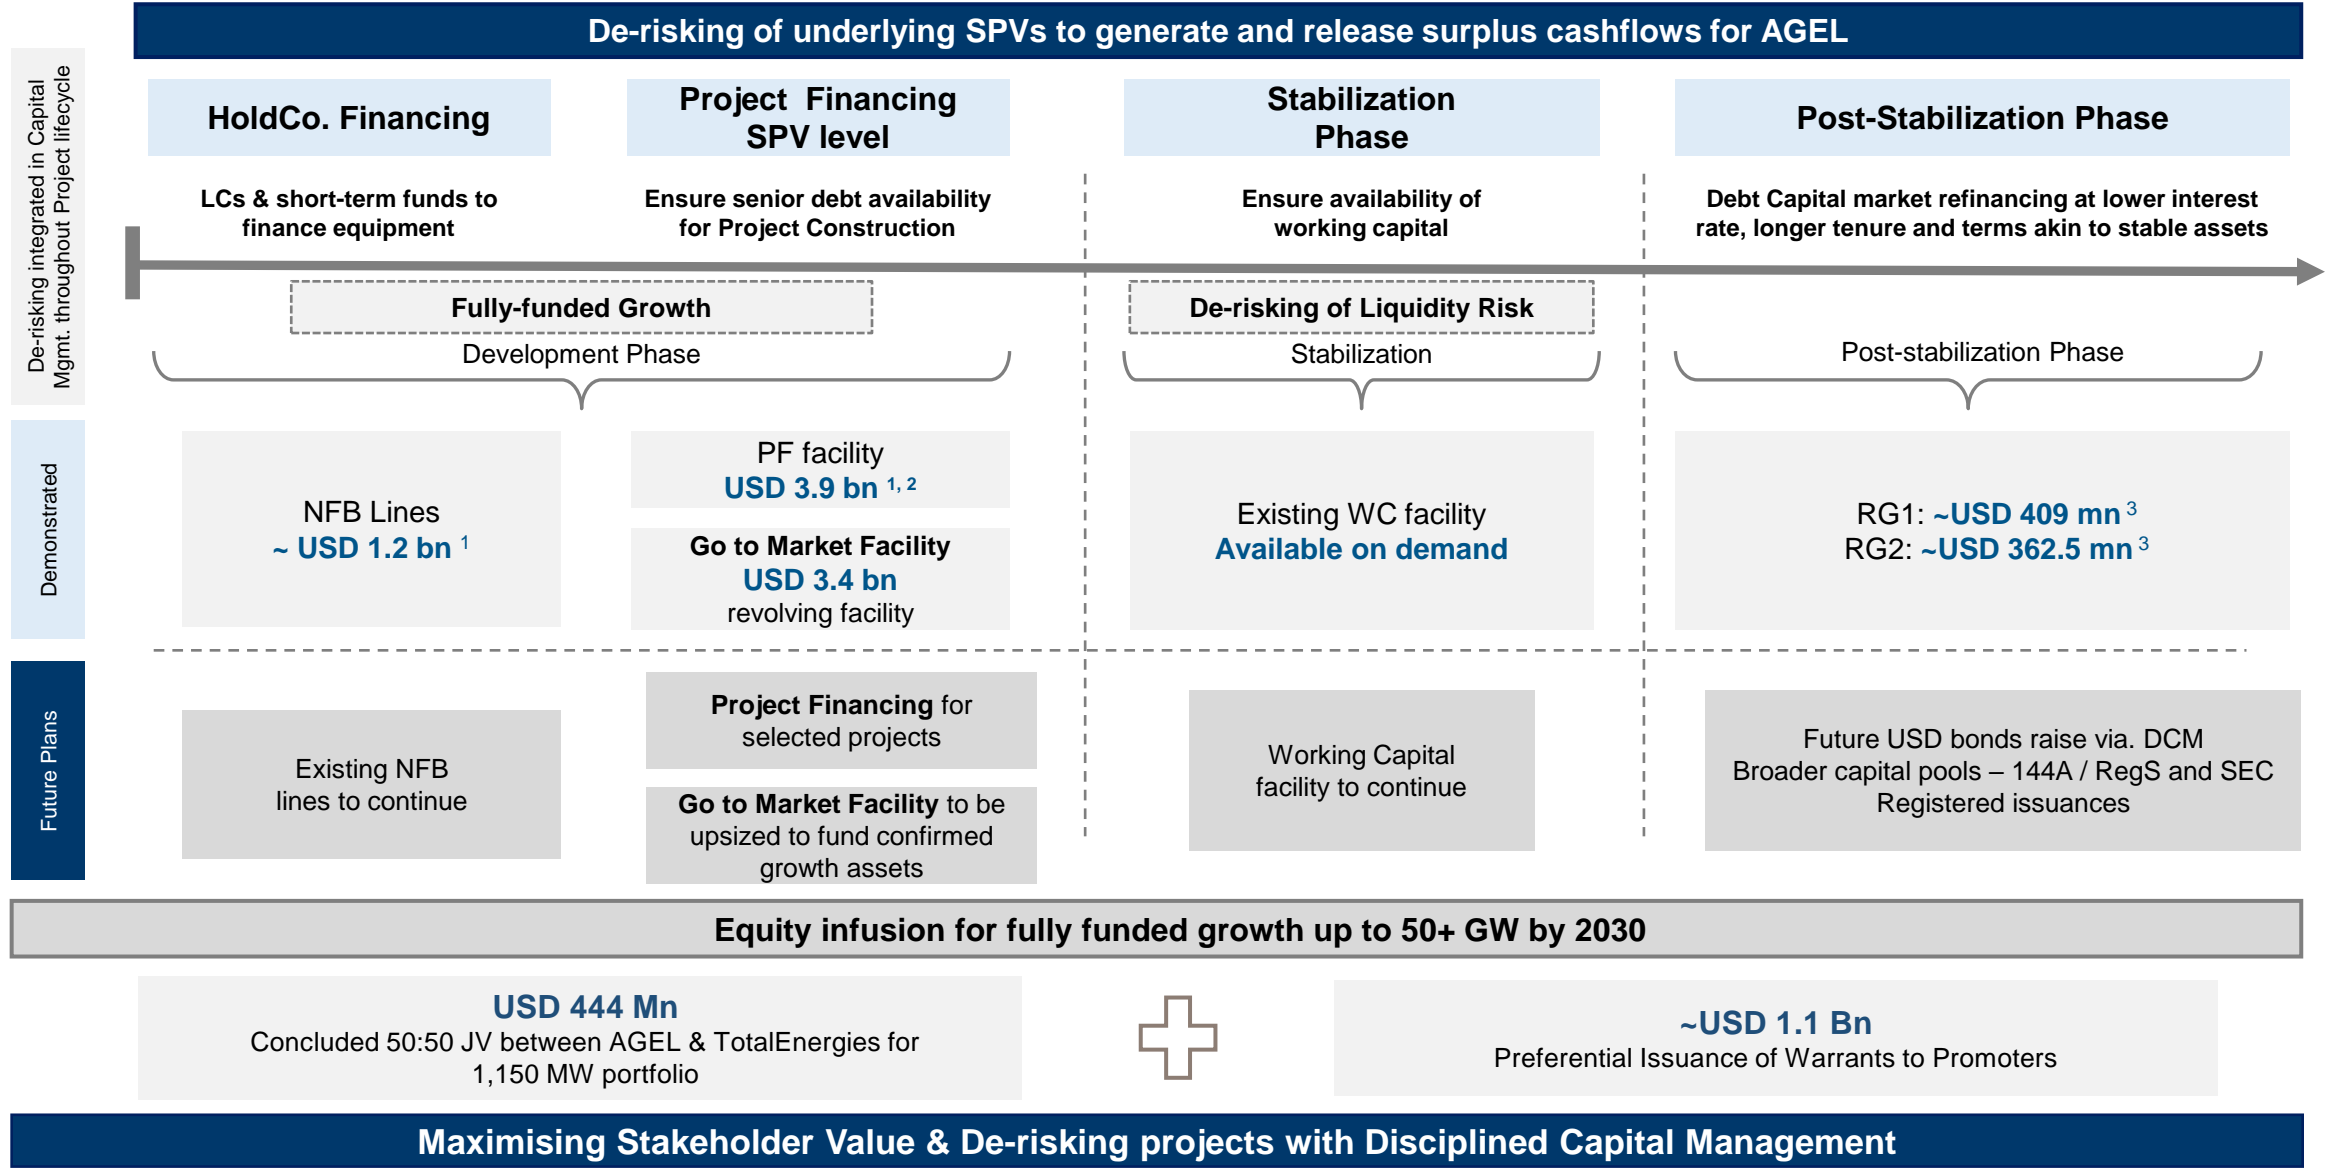 De-risking of underlying SPVs to generate and release surplus cashflows for AGEL
De-risking integrated in Capital
Mgmt. throughout Project lifecycle
HoldCo. Financing
Project Financing
SPV level
Stabilization
Phase
Post-Stabilization Phase
LCs & short-term funds to
finance equipment
Ensure senior debt availability
for Project Construction
Ensure availability of
working capital
Debt Capital market refinancing at lower interest
rate, longer tenure and terms akin to stable assets
Fully-funded Growth
De-risking of Liquidity Risk
Development Phase
Stabilization
Post-stabilization Phase
Demonstrated
NFB Lines
~ USD 1.2 bn 1
PF facility
USD 3.9 bn 1, 2
Go to Market Facility
USD 3.4 bn
revolving facility
Existing WC facility
Available on demand
RG1: ~USD 409 mn 3
RG2: ~USD 362.5 mn 3
Future Plans
Existing NFB
lines to continue
Project Financing for
selected projects
Go to Market Facility to be
upsized to fund confirmed
growth assets
Working Capital
facility to continue
Future USD bonds raise via. DCM
Broader capital pools – 144A / RegS and SEC
Registered issuances
Equity infusion for fully funded growth up to 50+ GW by 2030
USD 444 Mn
Concluded 50:50 JV between AGEL & TotalEnergies for
1,150 MW portfolio
~USD 1.1 Bn
Preferential Issuance of Warrants to Promoters
Maximising Stakeholder Value & De-risking projects with Disciplined Capital Management